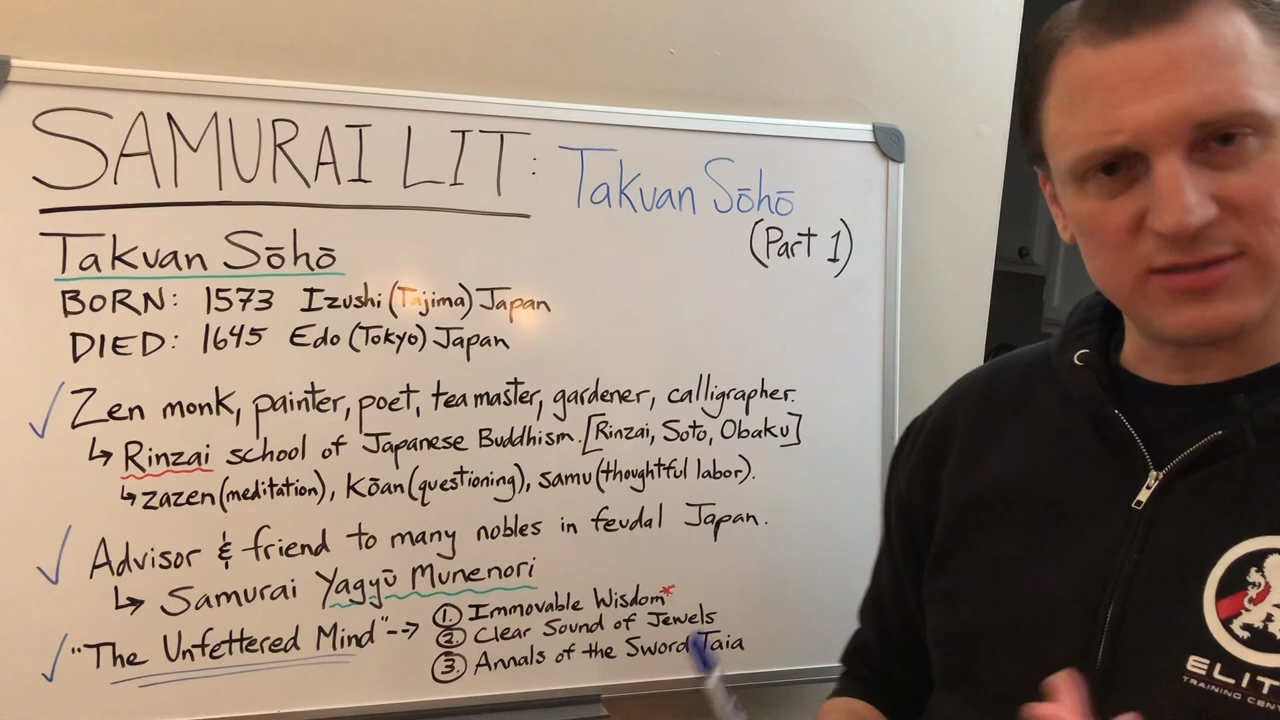 SAMURAI LIT: Takuan Sōhō
(Part 1)
Takuan Sōhō
BORN: 1573 Izushi (Tajima) Japan
DIED: 1645 Edo (Tokyo) Japan
✓ Zen monk, painter, poet, tea master, gardener, calligrapher.
↳ Rinzai school of Japanese Buddhism. [Rinzai, Soto, Obaku]
↳ zazen (meditation), Kōan (questioning), samu (thoughtful labor).
✓ Advisor & friend to many nobles in feudal Japan.
↳ Samurai Yagyū Munenori
✓ "The Unfettered Mind" --> ① Immovable Wisdom*
② Clear Sound of Jewels
③ Annals of the Sword Taia
ELIT
TRAINING CEN